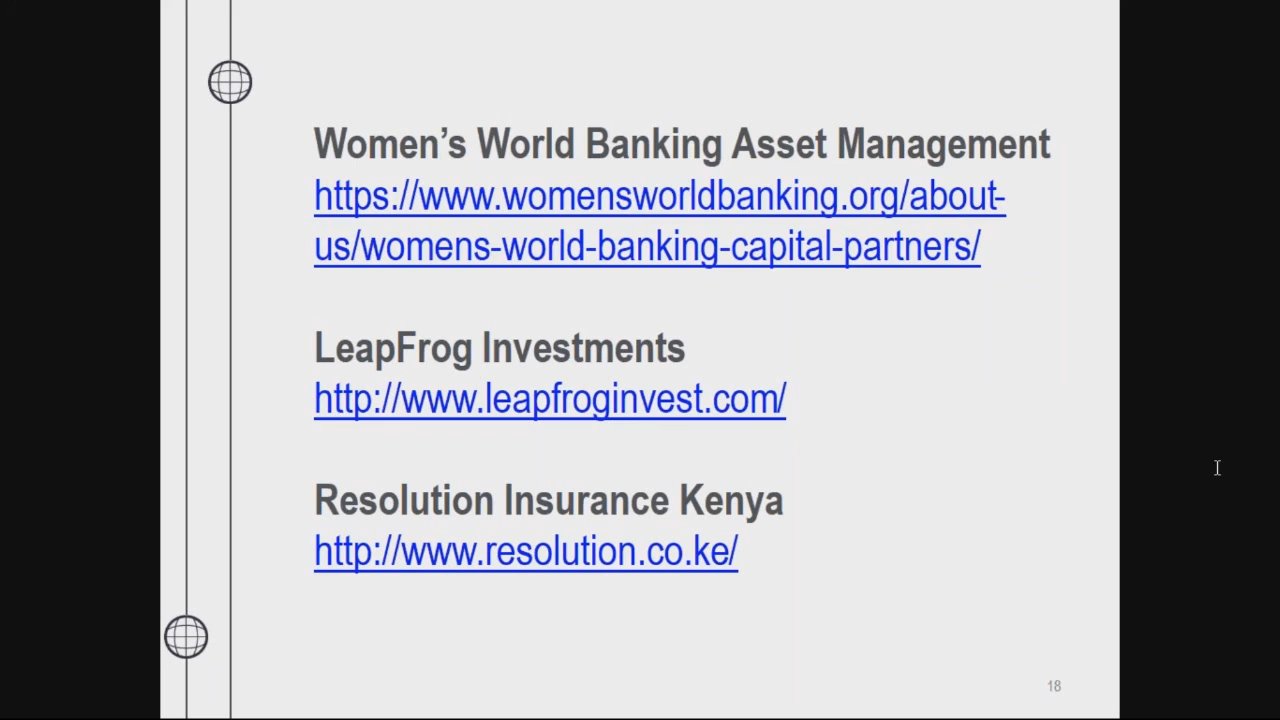 Women’s World Banking Asset Management
https://www.womensworldbanking.org/about-
us/womens-world-banking-capital-partners/
LeapFrog Investments
http://www.leapfroginvest.com/
Resolution Insurance Kenya
http://www.resolution.co.ke/
18